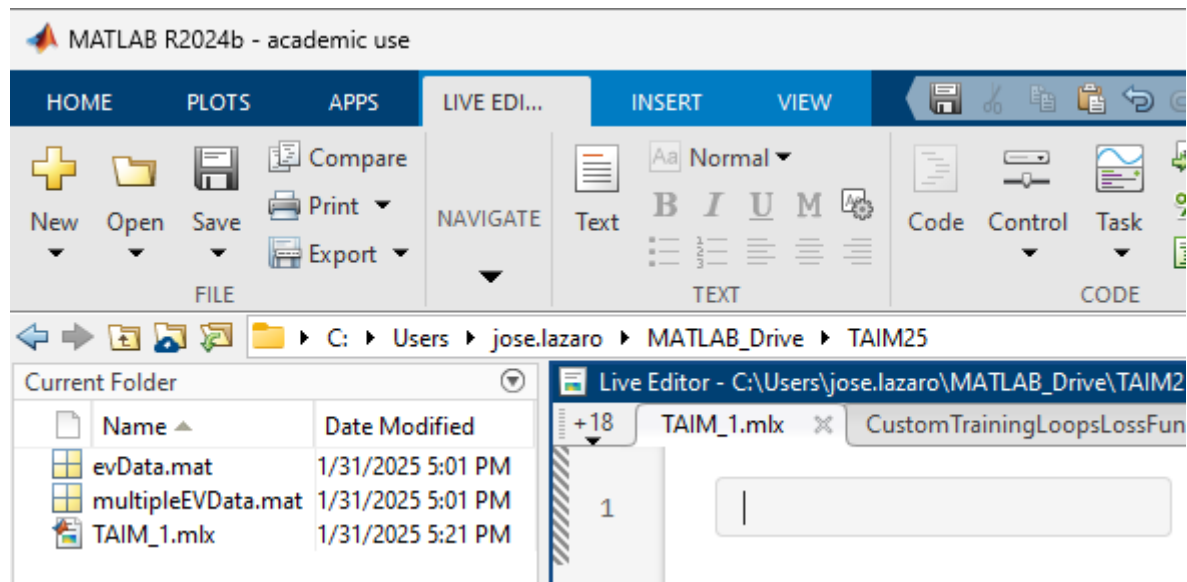 MATLAB R2024b - academic use
HOME PLOTS APPS LIVE EDI... INSERT VIEW
Compare
Aa Normal
New Open Save Print NAVIGATE Text B I U M Code Control Task
Export
FILE TEXT CODE
C: Users jose.lazaro MATLAB_Drive TAIM25
Current Folder
Live Editor - C:\Users\jose.lazaro\MATLAB_Drive\TAIM2
Name Date Modified
+18 TAIM_1.mlx CustomTrainingLoopsLossFun
evData.mat 1/31/2025 5:01 PM
multipleEVData.mat 1/31/2025 5:01 PM
1
TAIM_1.mlx 1/31/2025 5:21 PM